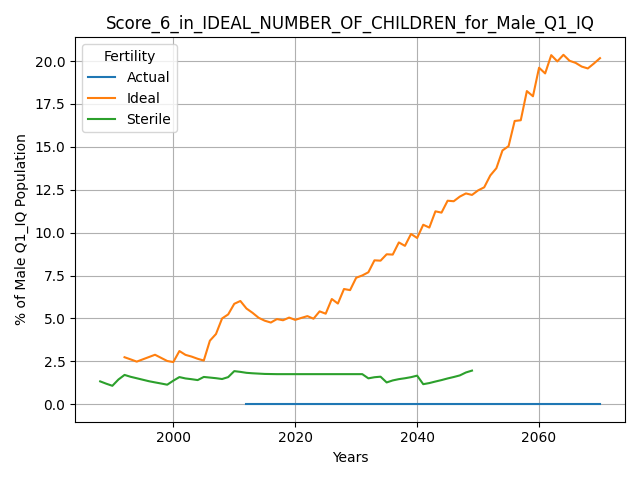 Score_6_in_IDEAL_NUMBER_OF_CHILDREN_for_Male_Q1_IQ
Fertility
Actual
Ideal
Sterile
20.0
17.5
15.0
12.5
10.0
7.5
5.0
2.5
0.0
% of Male Q1_IQ Population
2000
2020
2040
2060
Years